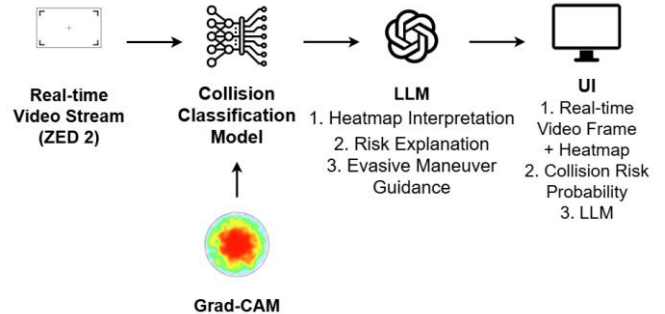 Real-time
Video Stream
(ZED 2)
Collision
Classification
Model
LLM
1. Heatmap Interpretation
2. Risk Explanation
3. Evasive Maneuver
Guidance
UI
1. Real-time
Video Frame
+ Heatmap
2. Collision Risk
Probability
3. LLM
Grad-CAM